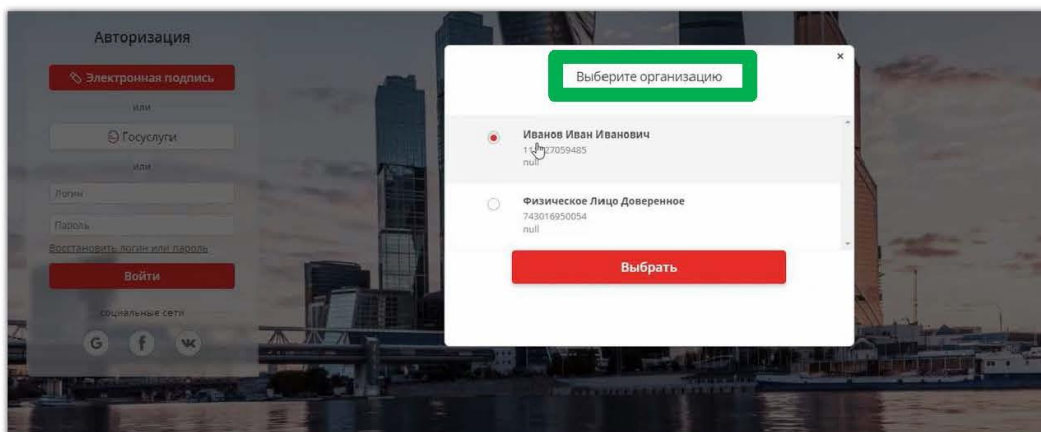 Авторизация
Электронная подпись
или
Госуслуги
или
Логин
Пароль
Восстановить логин или пароль
Войти
социальные сети
G f
×
Выберите организацию
Иванов Иван Иванович
null
Физическое Лицо Доверенное
743016950054
null
Выбрать